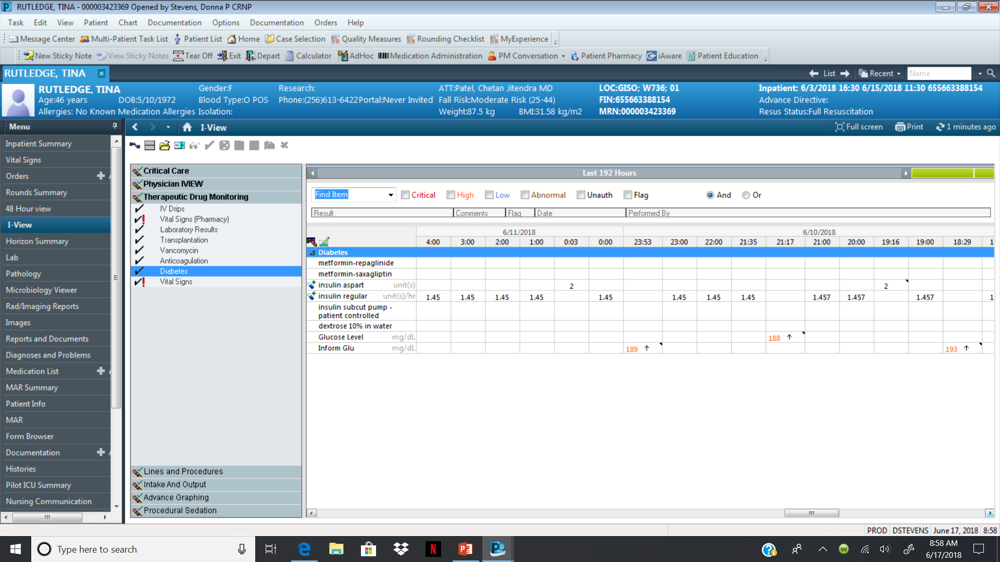 RUTLEDGE, TINA - 000003423369 Opened by Stevens, Donna P CRNP
Task Edit View Patient Chart Documentation Options Documentation Orders Help
Message Center Multi-Patient Task List Patient List Home Case Selection Quality Measures Rounding Checklist MyExperience
New Sticky Note View Sticky Notes Tear Off Exit Depart Calculator AdHoc Medication Administration PM Conversation Patient Pharmacy iAware Patient Education
RUTLEDGE, TINA List Recent Name
RUTLEDGE, TINA Gender:F Research: ATT:Patel, Chetan Jitendra MD LOC:GISO; W736; 01 Inpatient: 6/3/2018 16:30 6/15/2018 11:30 655663388154
Age:46 years DOB:5/10/1972 Blood Type:O POS Phone:(256)613-6422 Portal:Never Invited Fall Risk:Moderate Risk (25-44) FIN:655663388154 Advance Directive:
Allergies: No Known Medication Allergies Isolation: Weight:87.5 kg BMI:31.58 kg/m2 MRN:000003423369 Resus Status:Full Resuscitation
Menu I-View Full screen Print 1 minutes ago
Inpatient Summary
Vital Signs
Orders
Rounds Summary
48 Hour view
I-View
Horizon Summary
Lab
Pathology
Microbiology Viewer
Rad/Imaging Reports
Images
Reports and Documents
Diagnoses and Problems
Medication List
MAR Summary
Patient Info
MAR
Form Browser
Documentation
Histories
Pilot ICU Summary
Nursing Communication
Critical Care
Physician IVIEW
Therapeutic Drug Monitoring
IV Drips
Vital Signs (Pharmacy)
Laboratory Results
Transplantation
Vancomycin
Anticoagulation
Diabetes
Vital Signs
Lines and Procedures
Intake And Output
Advance Graphing
Procedural Sedation
Last 192 Hours
Find Item Critical High Low Abnormal Unauth Flag And Or
Result Comments Flag Date Performed By
6/11/2018 6/10/2018
4:00 3:00 2:00 1:00 0:03 0:00 23:53 23:00 22:00 21:35 21:17 21:00 20:00 19:16 19:00 18:29 1
Diabetes
metformin-repaglinide
metformin-saxagliptin
insulin aspart unit(s) 2 2
insulin regular unit(s)/hr 1.45 1.45 1.45 1.45 1.45 1.45 1.45 1.45 1.457 1.457 1.457 1
insulin subcut pump -
patient controlled
dextrose 10% in water
Glucose Level mg/dL 188 ↑
Inform Glu mg/dL 189 ↑ 193 ↑
PROD DSTEVENS June 17, 2018 8:58
Type here to search
8:58 AM
6/17/2018